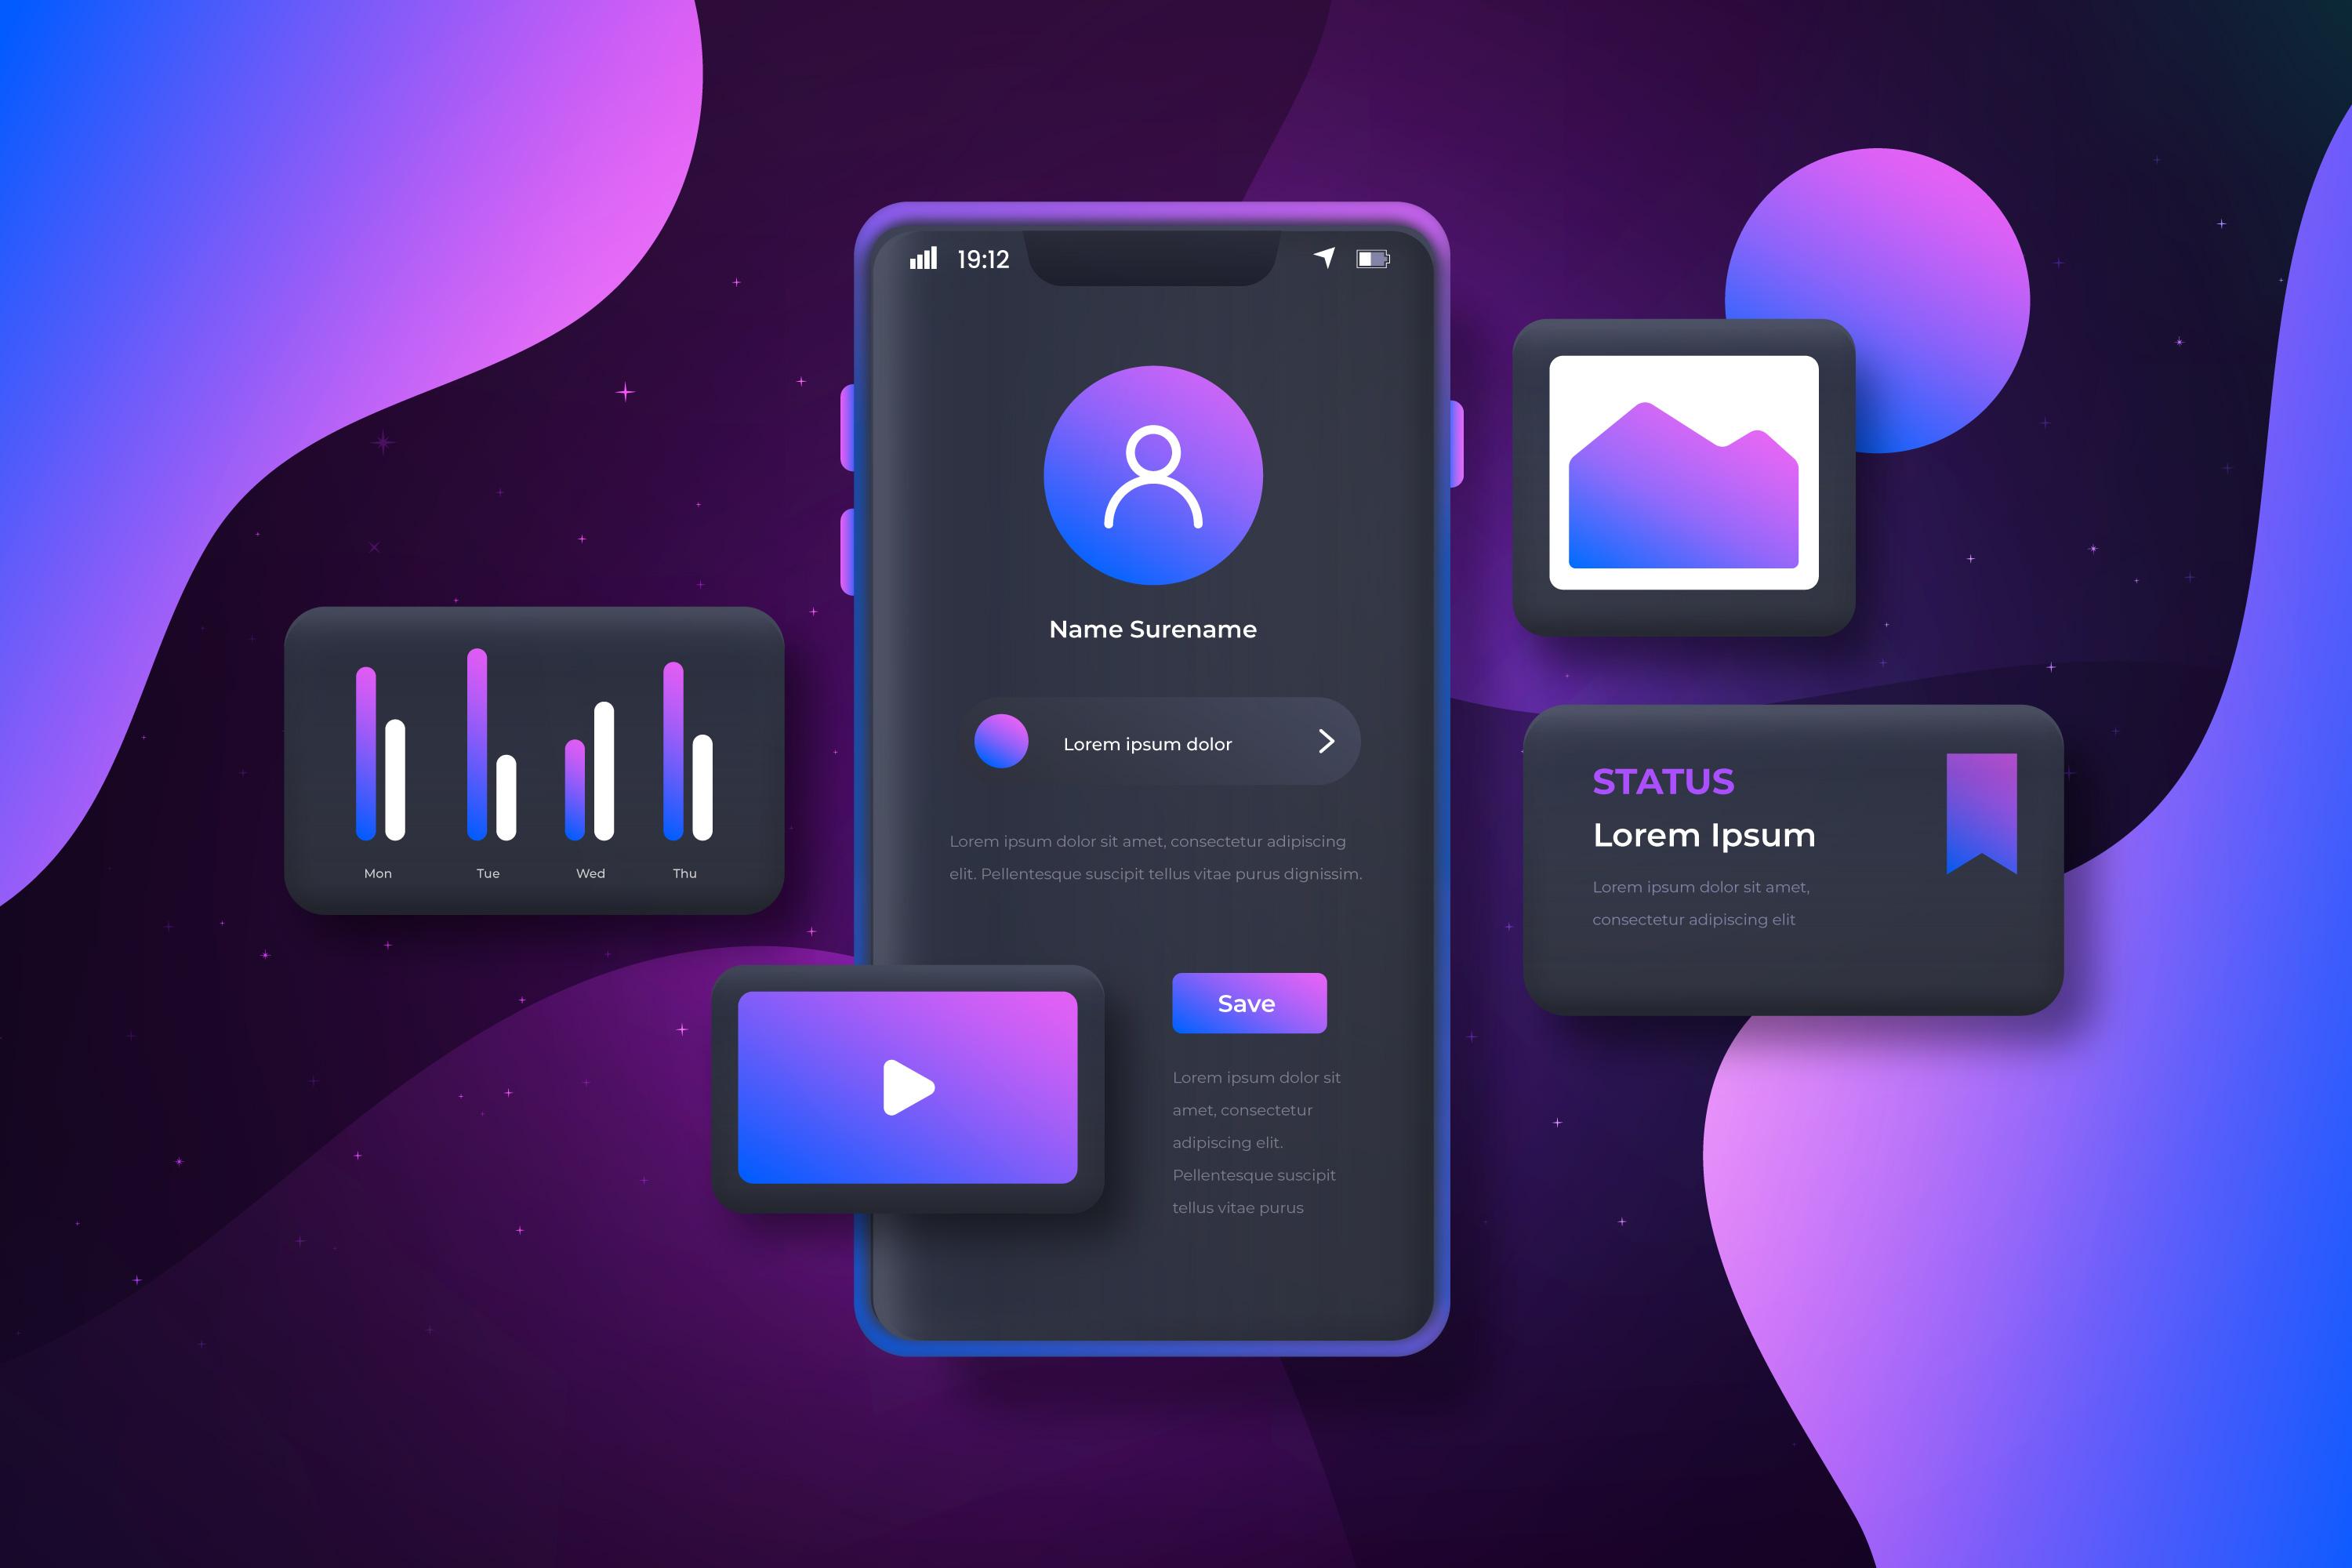 19:12
Name Surename
Lorem ipsum dolor
Lorem ipsum dolor sit amet, consectetur adipiscing
elit. Pellentesque suscipit tellus vitae purus dignissim.
Save
Lorem ipsum dolor sit
amet, consectetur
adipiscing elit.
Pellentesque suscipit
tellus vitae purus
Mon Tue Wed Thu
STATUS
Lorem Ipsum
Lorem ipsum dolor sit amet,
consectetur adipiscing elit